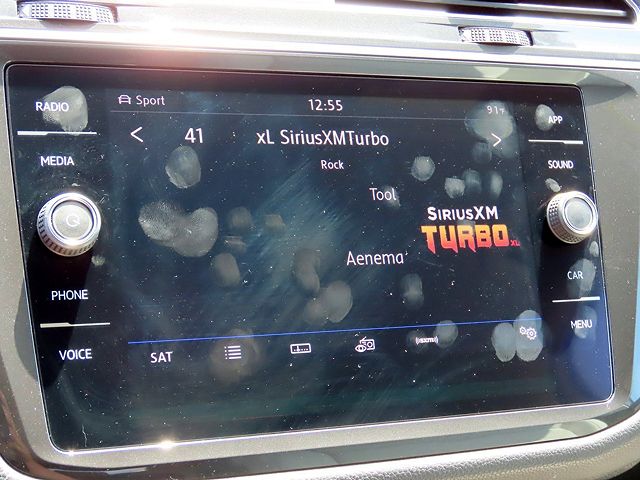 RADIO
Sport
12:55
91°F
APP
MEDIA
< 41 xL SiriusXMTurbo >
SOUND
Rock
Tool
SIRIUSXM
TURBO XL
Aenema
PHONE
CAR
VOICE
SAT
MENU